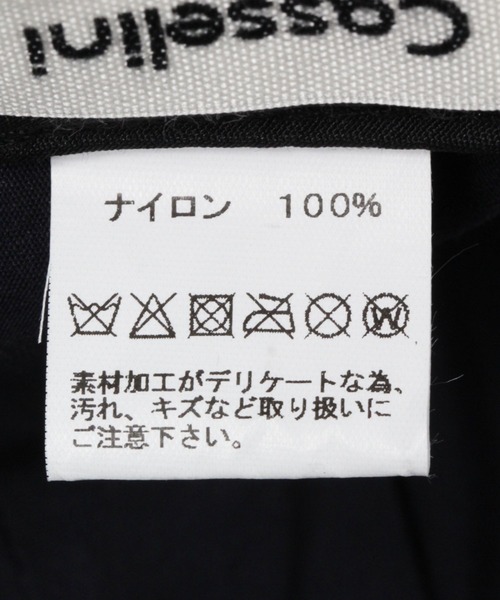 Casselini
ナイロン 100%
W
素材加工がデリケートな為、
汚れ、キズなど取り扱いに
ご注意下さい。